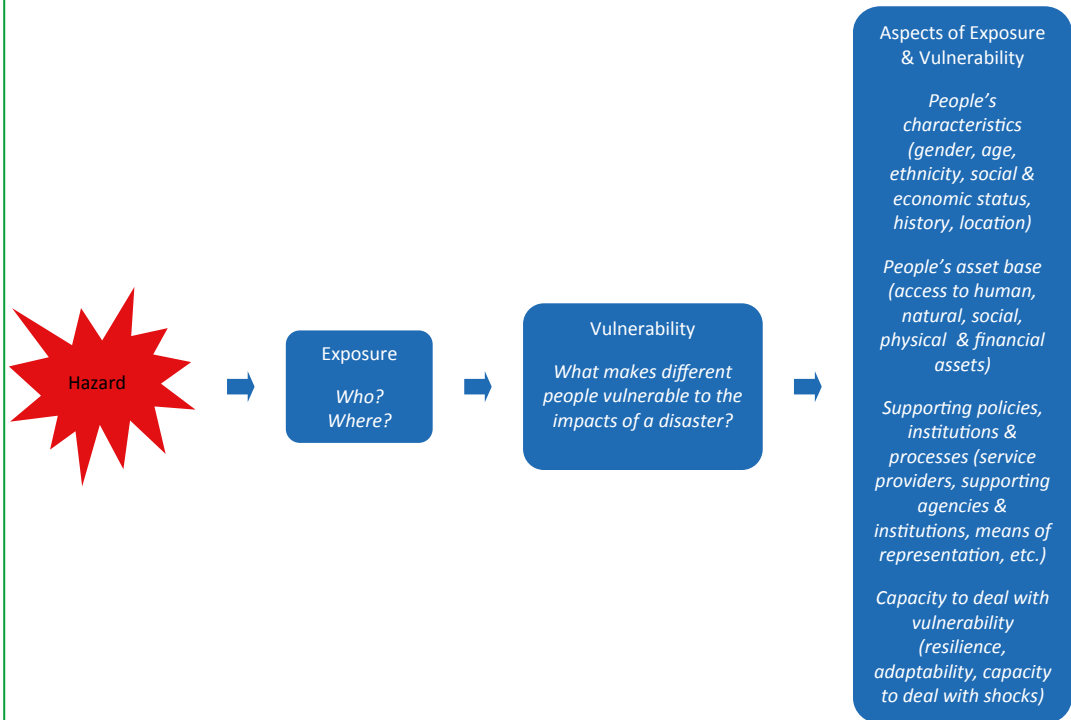 Hazard
Exposure
Who?
Where?
Vulnerability
What makes different
people vulnerable to the
impacts of a disaster?
Aspects of Exposure
& Vulnerability
People’s
characteristics
(gender, age,
ethnicity, social &
economic status,
history, location)
People’s asset base
(access to human,
natural, social,
physical & financial
assets)
Supporting policies,
institutions &
processes (service
providers, supporting
agencies &
institutions, means of
representation, etc.)
Capacity to deal with
vulnerability
(resilience,
adaptability, capacity
to deal with shocks)